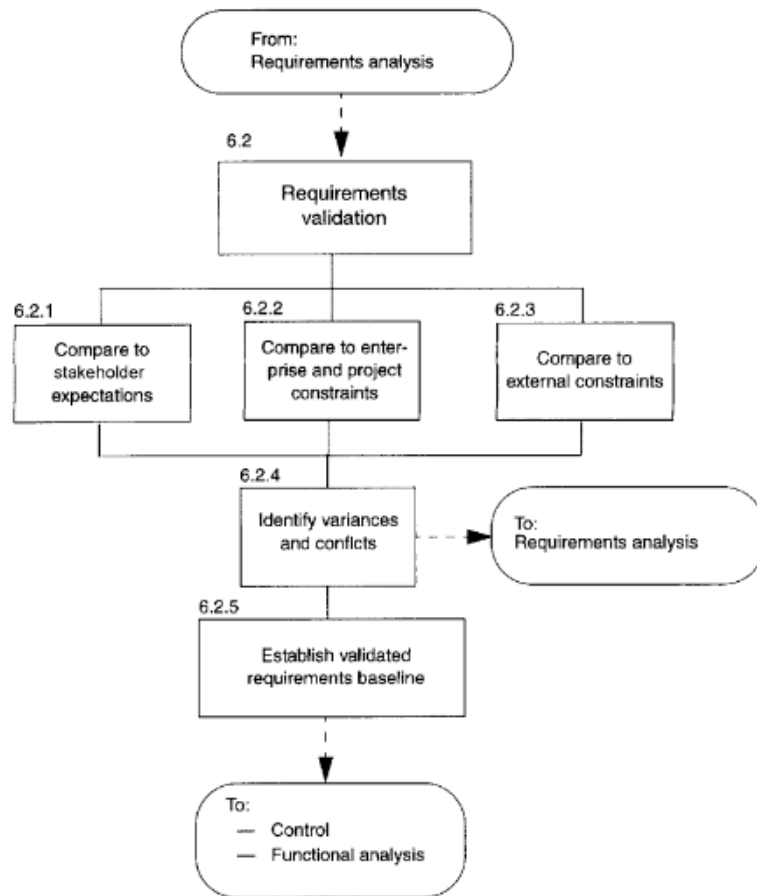 From:
Requirements analysis
6.2
Requirements
validation
6.2.1
Compare to
stakeholder
expectations
6.2.2
Compare to enter-
prise and project
constraints
6.2.3
Compare to
external constraints
6.2.4
Identify variances
and conflcts
To:
Requirements analysis
6.2.5
Establish validated
requirements baseline
To:
— Control
— Functional analysis